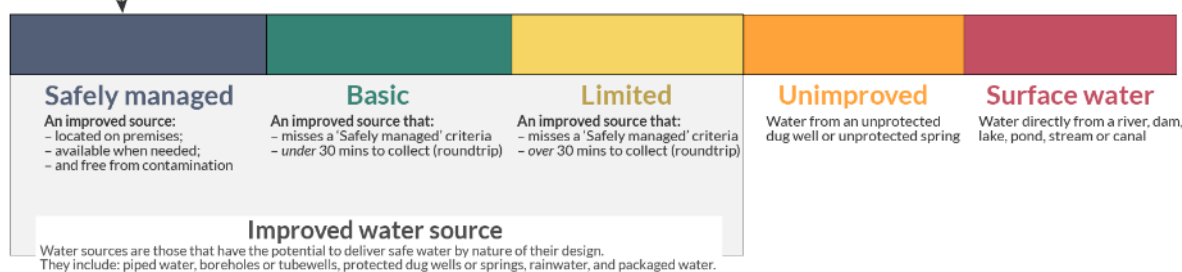 Safely managed
An improved source:
– located on premises;
– available when needed;
– and free from contamination
Basic
An improved source that:
– misses a ‘Safely managed’ criteria
– under 30 mins to collect (roundtrip)
Limited
An improved source that:
– misses a ‘Safely managed’ criteria
– over 30 mins to collect (roundtrip)
Unimproved
Water from an unprotected
dug well or unprotected spring
Surface water
Water directly from a river, dam,
lake, pond, stream or canal
Improved water source
Water sources are those that have the potential to deliver safe water by nature of their design.
They include: piped water, boreholes or tubewells, protected dug wells or springs, rainwater, and packaged water.